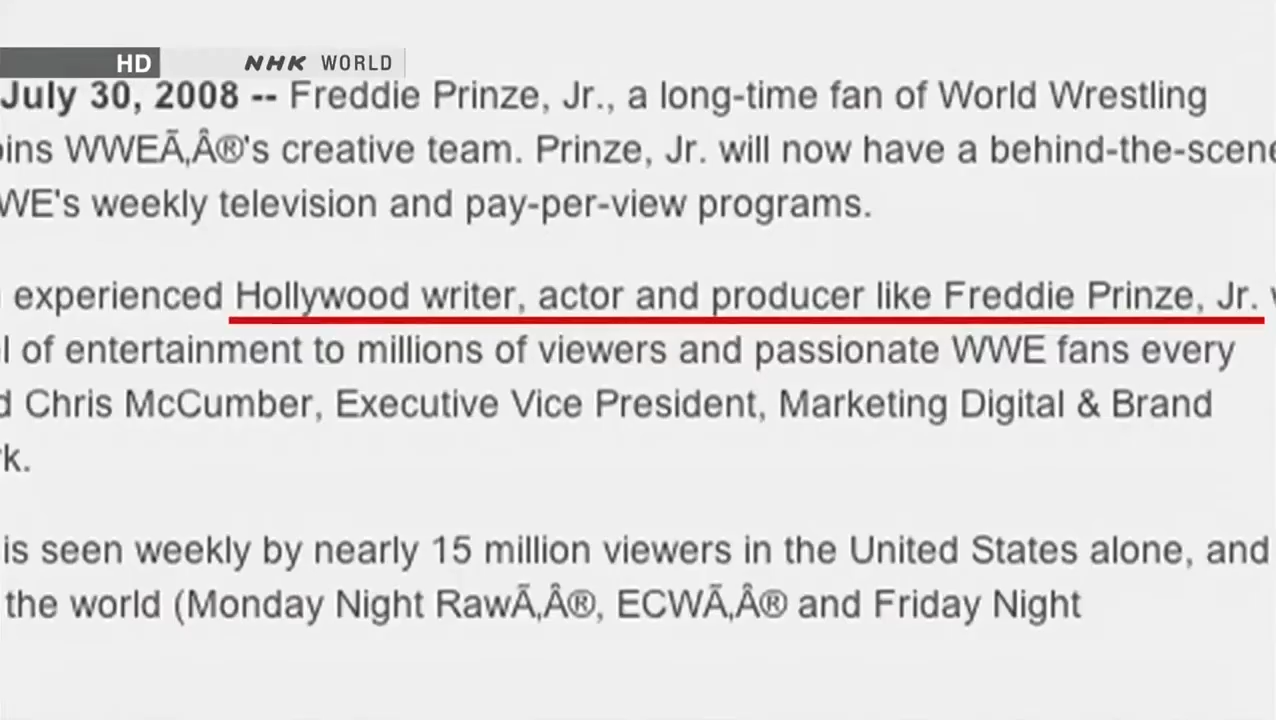 HD NHK WORLD
July 30, 2008 -- Freddie Prinze, Jr., a long-time fan of World Wrestling
oins WWEÃ‚Â®'s creative team. Prinze, Jr. will now have a behind-the-scene
WE's weekly television and pay-per-view programs.
experienced Hollywood writer, actor and producer like Freddie Prinze, Jr.
l of entertainment to millions of viewers and passionate WWE fans every
d Chris McCumber, Executive Vice President, Marketing Digital & Brand
k.
is seen weekly by nearly 15 million viewers in the United States alone, and
the world (Monday Night RawÃ‚Â®, ECWÃ‚Â® and Friday Night